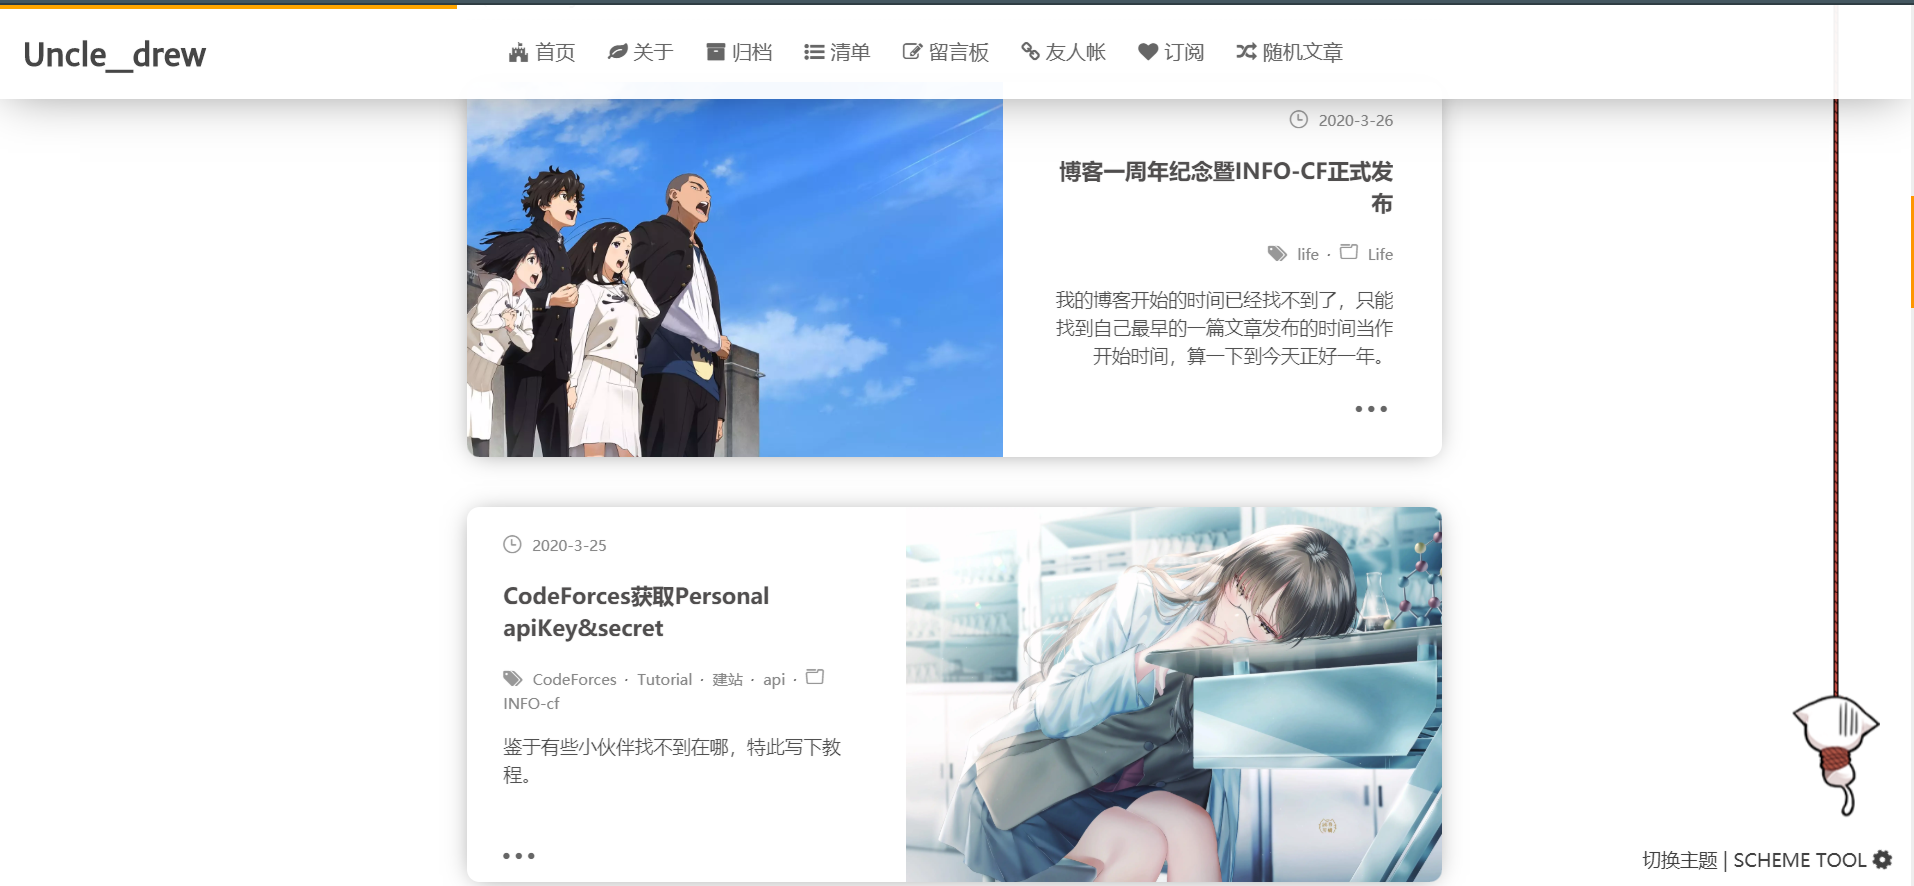 Uncle__drew
首页 关于 归档 清单 留言板 友人帐 订阅 随机文章
2020-3-26
博客一周年纪念暨INFO-CF正式发
布
life · Life
我的博客开始的时间已经找不到了，只能
找到自己最早的一篇文章发布的时间当作
开始时间，算一下到今天正好一年。
2020-3-25
CodeForces获取Personal
apiKey&secret
CodeForces · Tutorial · 建站 · api ·
INFO-cf
鉴于有些小伙伴找不到在哪，特此写下教
程。
切换主题 | SCHEME TOOL